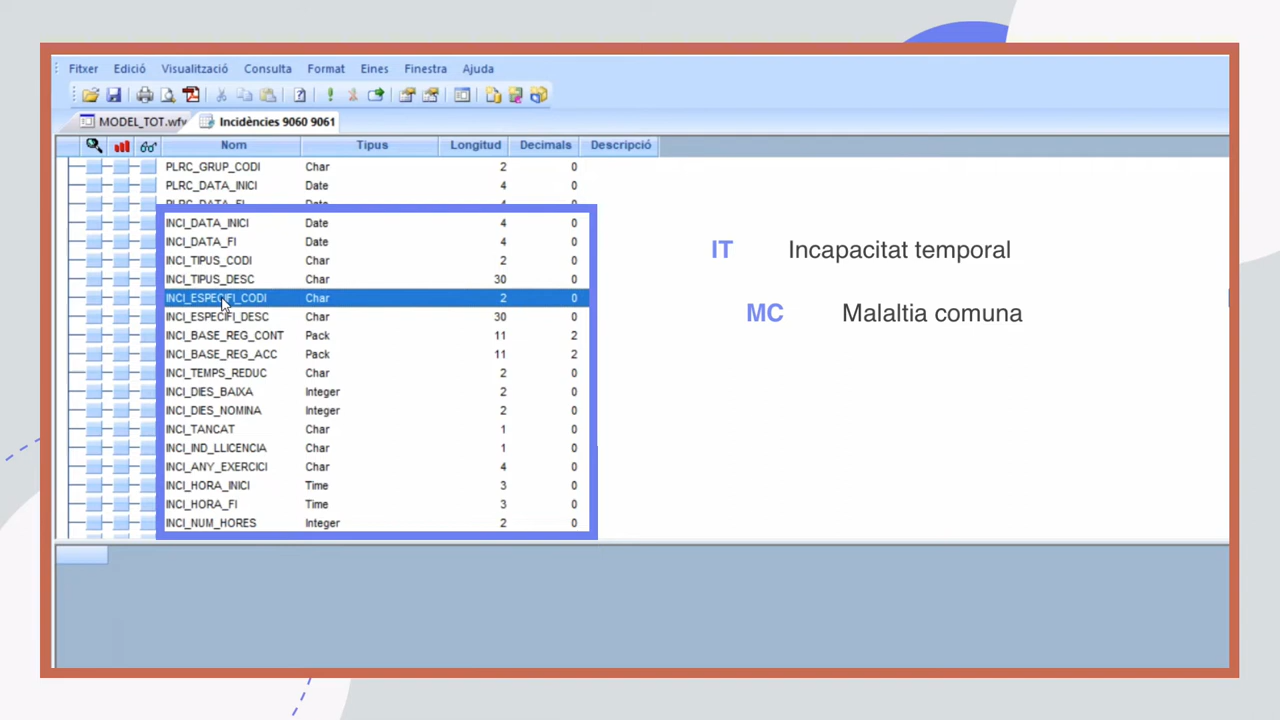 Fitxer Edició Visualització Consulta Format Eines Finestra Ajuda
MODEL_TOT.wfv Incidències 9060 9061
Nom Tipus Longitud Decimals Descripció
PLRC_GRUP_CODI Char 2 0
PLRC_DATA_INICI Date 4 0
PLRC_DATA_FI Date 4 0
INCI_DATA_INICI Date 4 0
INCI_DATA_FI Date 4 0
INCI_TIPUS_CODI Char 2 0
INCI_TIPUS_DESC Char 30 0
INCI_ESPECIFI_CODI Char 2 0
INCI_ESPECIFI_DESC Char 30 0
INCI_BASE_REG_CONT Pack 11 2
INCI_BASE_REG_ACC Pack 11 2
INCI_TEMPS_REDUC Char 2 0
INCI_DIES_BAIXA Integer 2 0
INCI_DIES_NOMINA Integer 2 0
INCI_TANCAT Char 1 0
INCI_IND_LLICENCIA Char 1 0
INCI_ANY_EXERCICI Char 4 0
INCI_HORA_INICI Time 3 0
INCI_HORA_FI Time 3 0
INCI_NUM_HORES Integer 2 0
IT Incapacitat temporal
MC Malaltia comuna